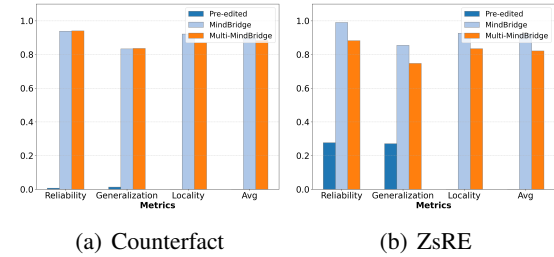 1.0
0.8
0.6
0.4
0.2
0.0
Pre-edited
MindBridge
Multi-MindBridge
Reliability Generalization Locality Avg
Metrics
(a) Counterfact
1.0
0.8
0.6
0.4
0.2
0.0
Pre-edited
MindBridge
Multi-MindBridge
Reliability Generalization Locality Avg
Metrics
(b) ZsRE